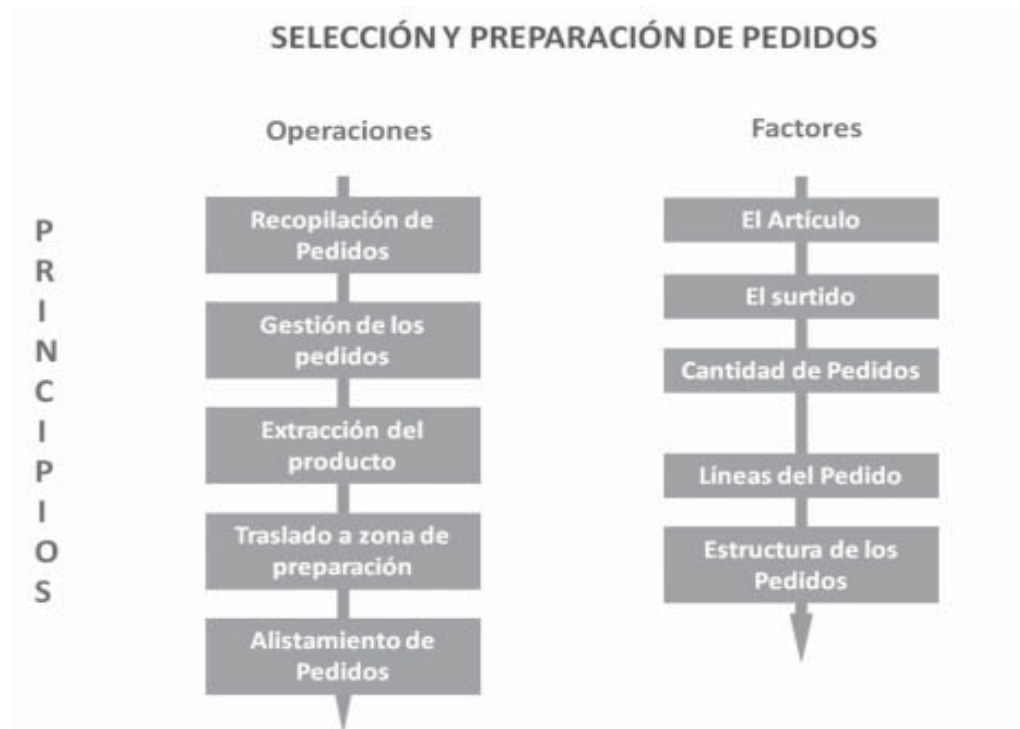 SELECCIÓN Y PREPARACIÓN DE PEDIDOS
PRINCIPIOS
Operaciones
Recopilación de
Pedidos
Gestión de los
pedidos
Extracción del
producto
Traslado a zona de
preparación
Alistamiento de
Pedidos
Factores
El Artículo
El surtido
Cantidad de Pedidos
Líneas del Pedido
Estructura de los
Pedidos